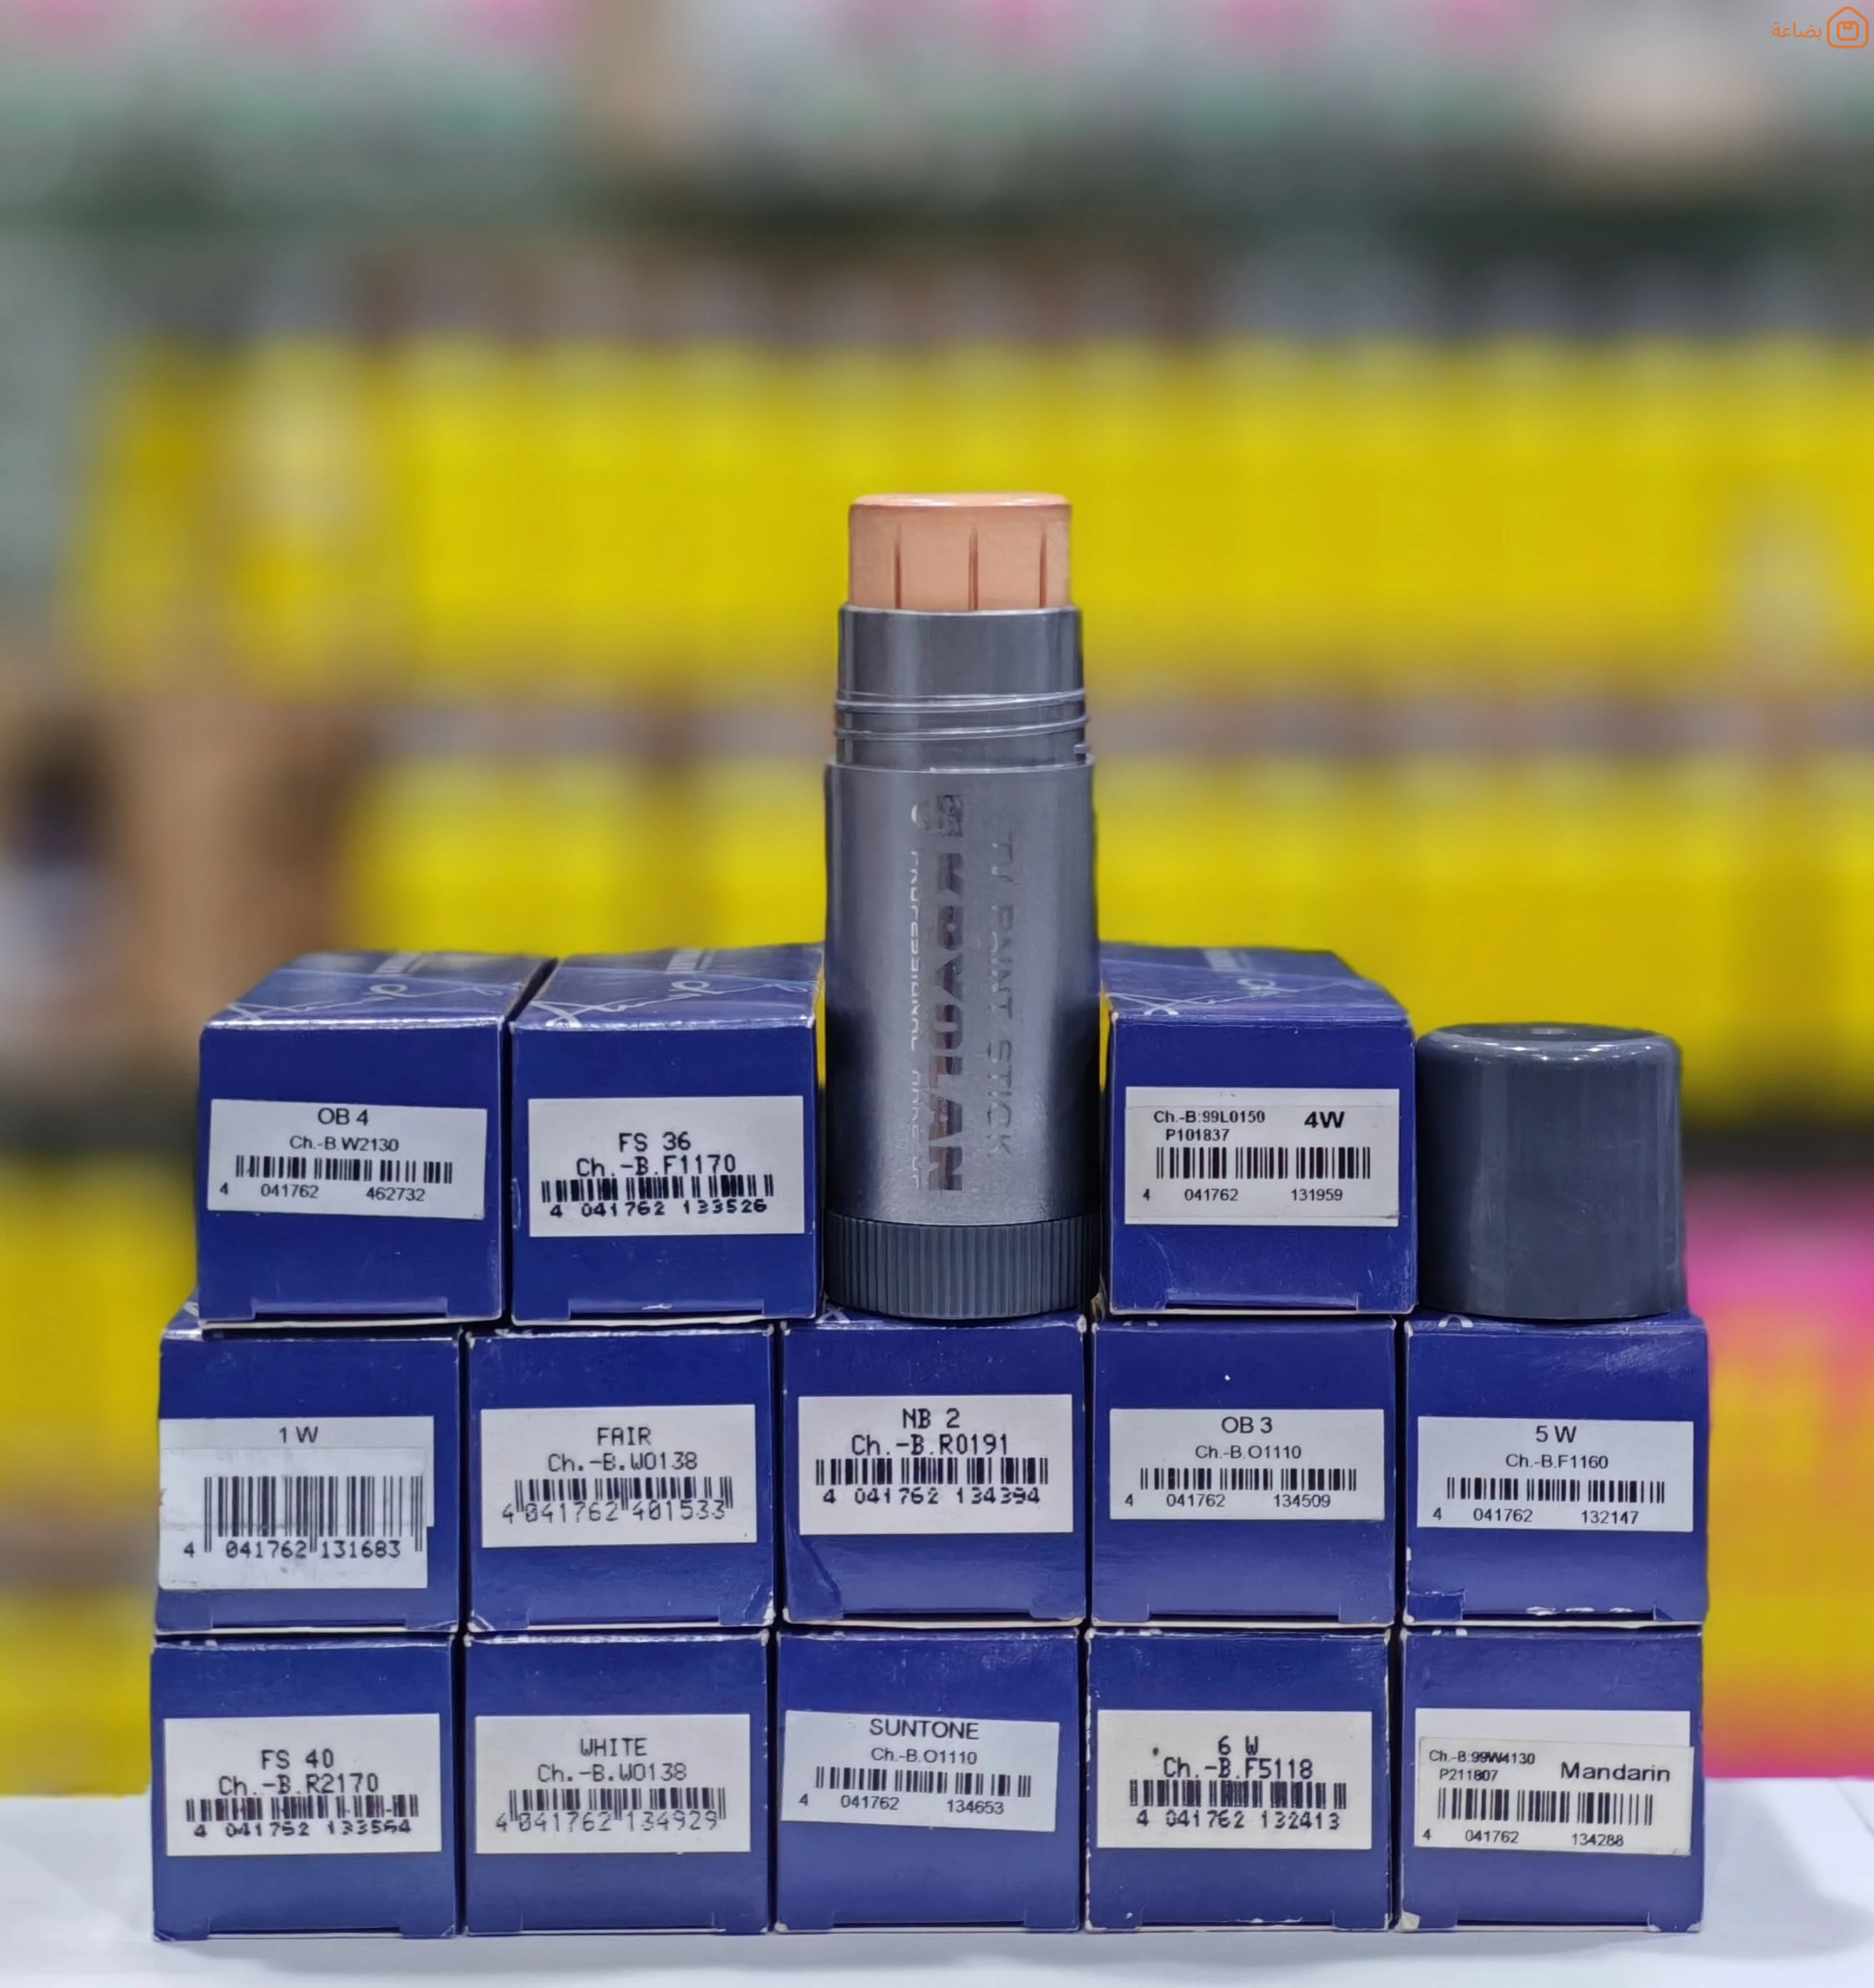 بضاعة
TV PAINT STICK
KRYOLAN
PROFESSIONAL MAKE-UP
OB 4
Ch.-B.W2130
4 041762 462732
FS 36
Ch.-B.F1170
4 041762 133526
Ch.-B:99L0150 4W
P101837
4 041762 131959
1 W
4 041762 131683
FAIR
Ch.-B.W0138
4 041762 401533
NB 2
Ch.-B.R0191
4 041762 134394
OB 3
Ch.-B.O1110
4 041762 134509
5 W
Ch.-B.F1160
4 041762 132147
FS 40
Ch.-B.R2170
4 041762 133564
WHITE
Ch.-B.W0138
4 041762 134929
SUNTONE
Ch.-B.O1110
4 041762 134653
6 W
Ch.-B.F5118
4 041762 132413
Ch.-B:99W4130 Mandarin
P211807
4 041762 134288